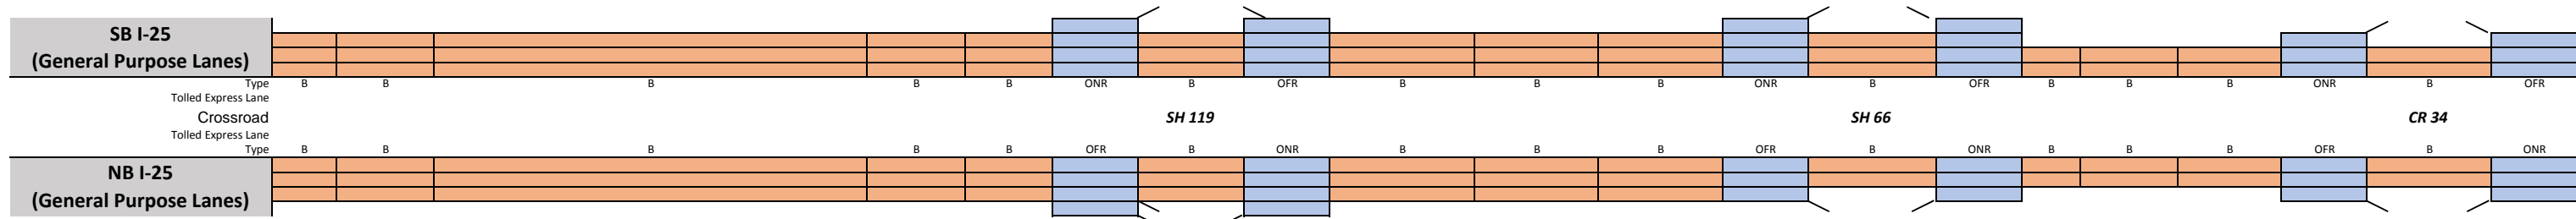 SB I-25
(General Purpose Lanes)
Type B B B B B ONR B OFR B B B ONR B OFR B B B ONR B OFR
Tolled Express Lane
Crossroad SH 119 SH 66 CR 34
Tolled Express Lane
Type B B B B B OFR B ONR B B B OFR B ONR B B B OFR B ONR
NB I-25
(General Purpose Lanes)